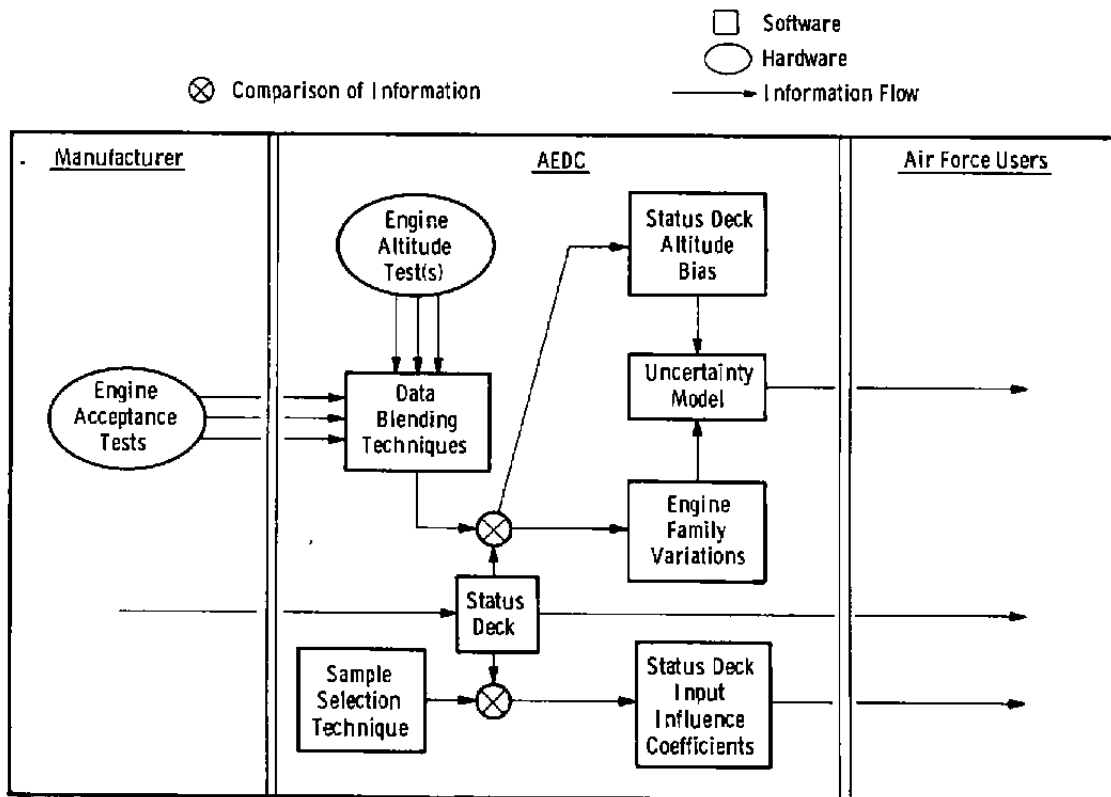 Software
Hardware
Comparison of Information
Information Flow
Manufacturer
AEDC
Air Force Users
Engine
Altitude
Test(s)
Status Deck
Altitude
Bias
Engine
Acceptance
Tests
Data
Blending
Techniques
Uncertainty
Model
Engine
Family
Variations
Status
Deck
Sample
Selection
Technique
Status Deck
Input
Influence
Coefficients